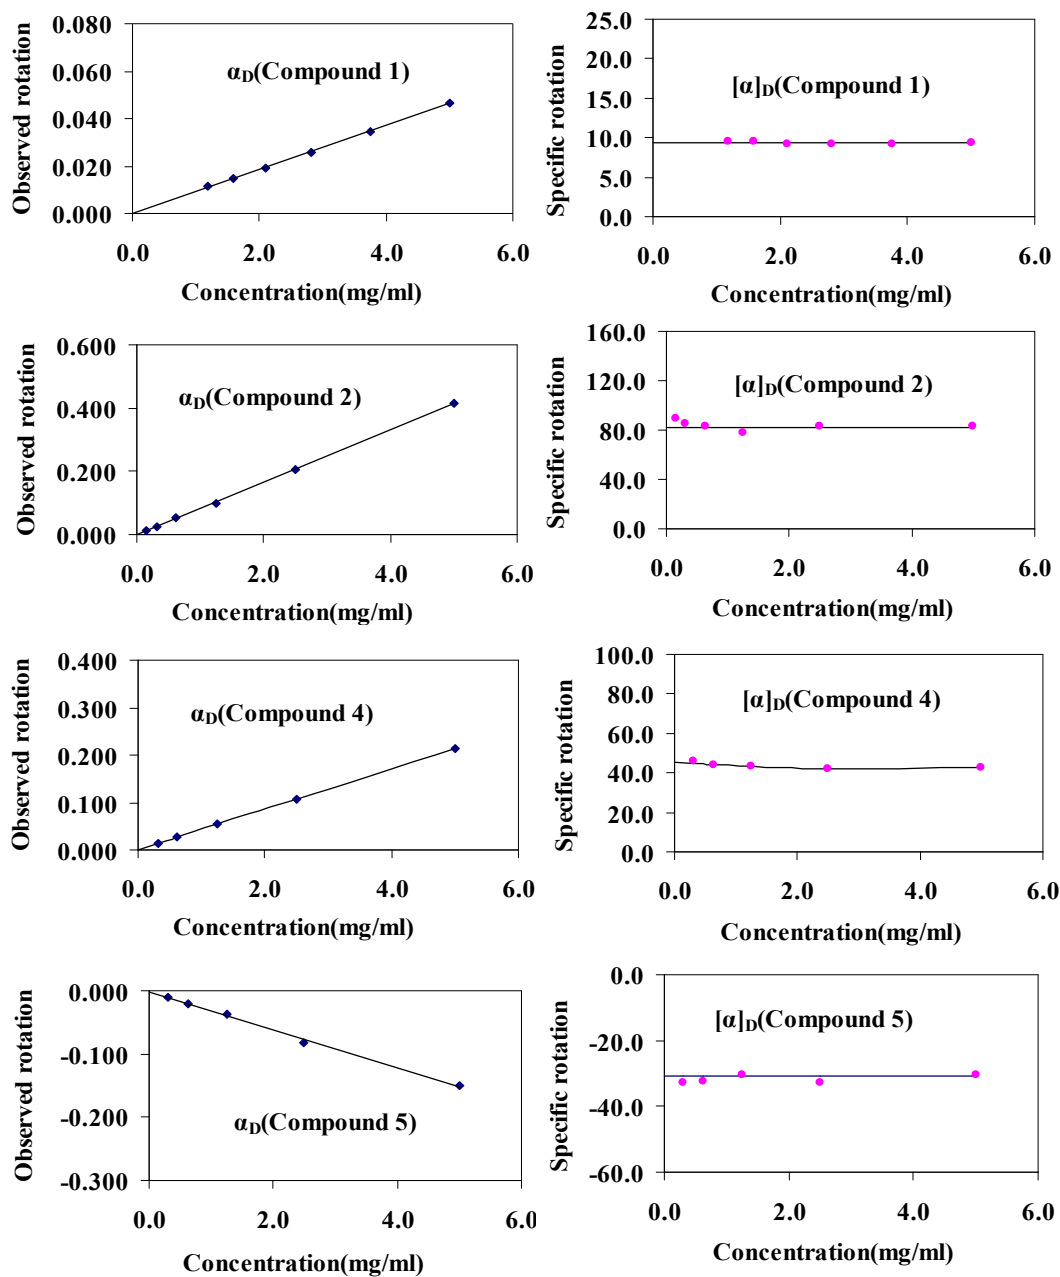 Observed rotation
0.080
0.060
0.040
0.020
0.000
αD(Compound 1)
0.0 2.0 4.0 6.0
Concentration(mg/ml)
Specific rotation
25.0
20.0
15.0
10.0
5.0
0.0
[α]D(Compound 1)
0.0 2.0 4.0 6.0
Concentration(mg/ml)
Observed rotation
0.600
0.400
0.200
0.000
αD(Compound 2)
0.0 2.0 4.0 6.0
Concentration(mg/ml)
Specific rotation
160.0
120.0
80.0
40.0
0.0
[α]D(Compound 2)
0.0 2.0 4.0 6.0
Concentration(mg/ml)
Observed rotation
0.400
0.300
0.200
0.100
0.000
αD(Compound 4)
0.0 2.0 4.0 6.0
Concentration(mg/ml)
Specific rotation
100.0
80.0
60.0
40.0
20.0
0.0
[α]D(Compound 4)
0.0 2.0 4.0 6.0
Concentration(mg/ml)
Observed rotation
0.000
-0.100
-0.200
-0.300
αD(Compound 5)
0.0 2.0 4.0 6.0
Concentration(mg/ml)
Specific rotation
0.0
-20.0
-40.0
-60.0
[α]D(Compound 5)
0.0 2.0 4.0 6.0
Concentration(mg/ml)